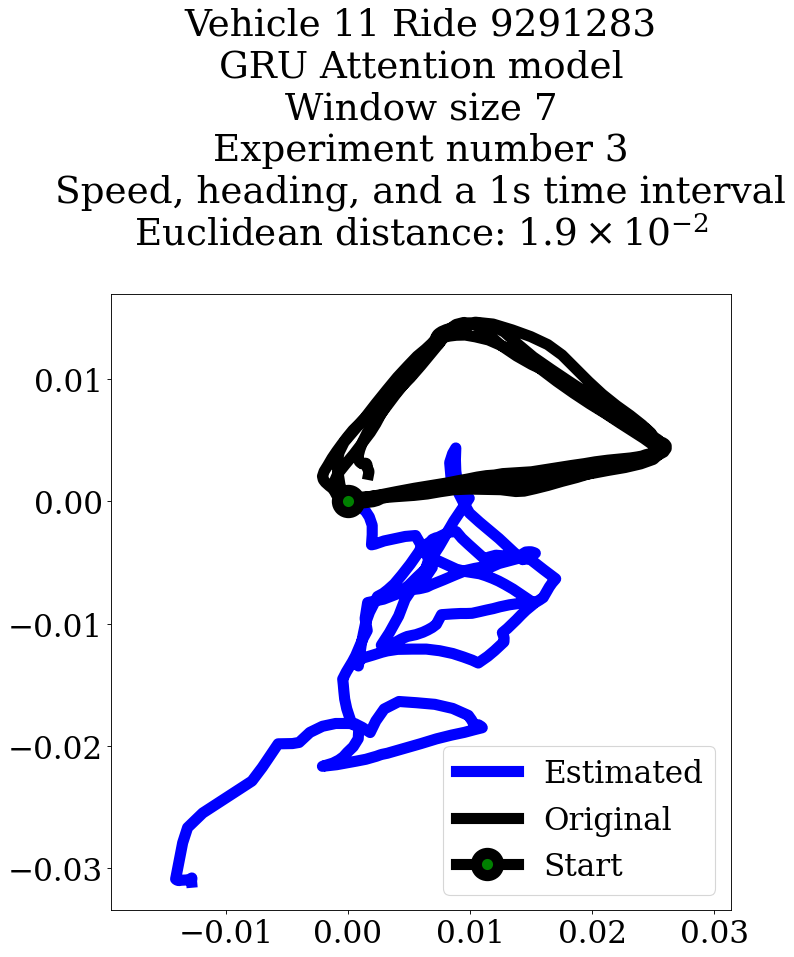 Vehicle 11 Ride 9291283
GRU Attention model
Window size 7
Experiment number 3
Speed, heading, and a 1s time interval
Euclidean distance: 1.9 × 10⁻²
0.01
0.00
−0.01
−0.02
−0.03
Estimated
Original
Start
−0.01 0.00 0.01 0.02 0.03